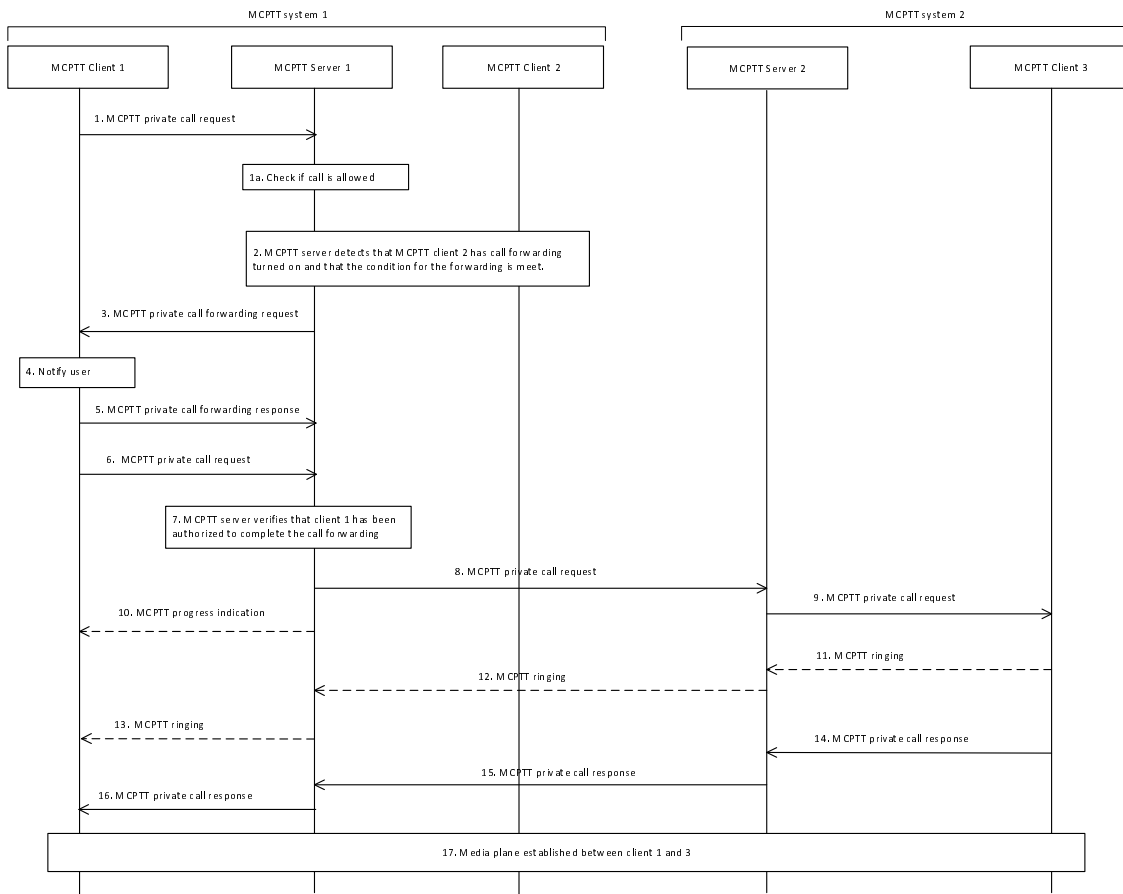 MCPTT system 1
MCPTT system 2
MCPTT Client 1
MCPTT Server 1
MCPTT Client 2
MCPTT Server 2
MCPTT Client 3
1. MCPTT private call request
1a. Check if call is allowed
2. MCPTT server detects that MCPTT client 2 has call forwarding
turned on and that the condition for the forwarding is meet.
3. MCPTT private call forwarding request
4. Notify user
5. MCPTT private call forwarding response
6. MCPTT private call request
7. MCPTT server verifies that client 1 has been
authorized to complete the call forwarding
8. MCPTT private call request
9. MCPTT private call request
10. MCPTT progress indication
11. MCPTT ringing
12. MCPTT ringing
13. MCPTT ringing
14. MCPTT private call response
15. MCPTT private call response
16. MCPTT private call response
17. Media plane established between client 1 and 3